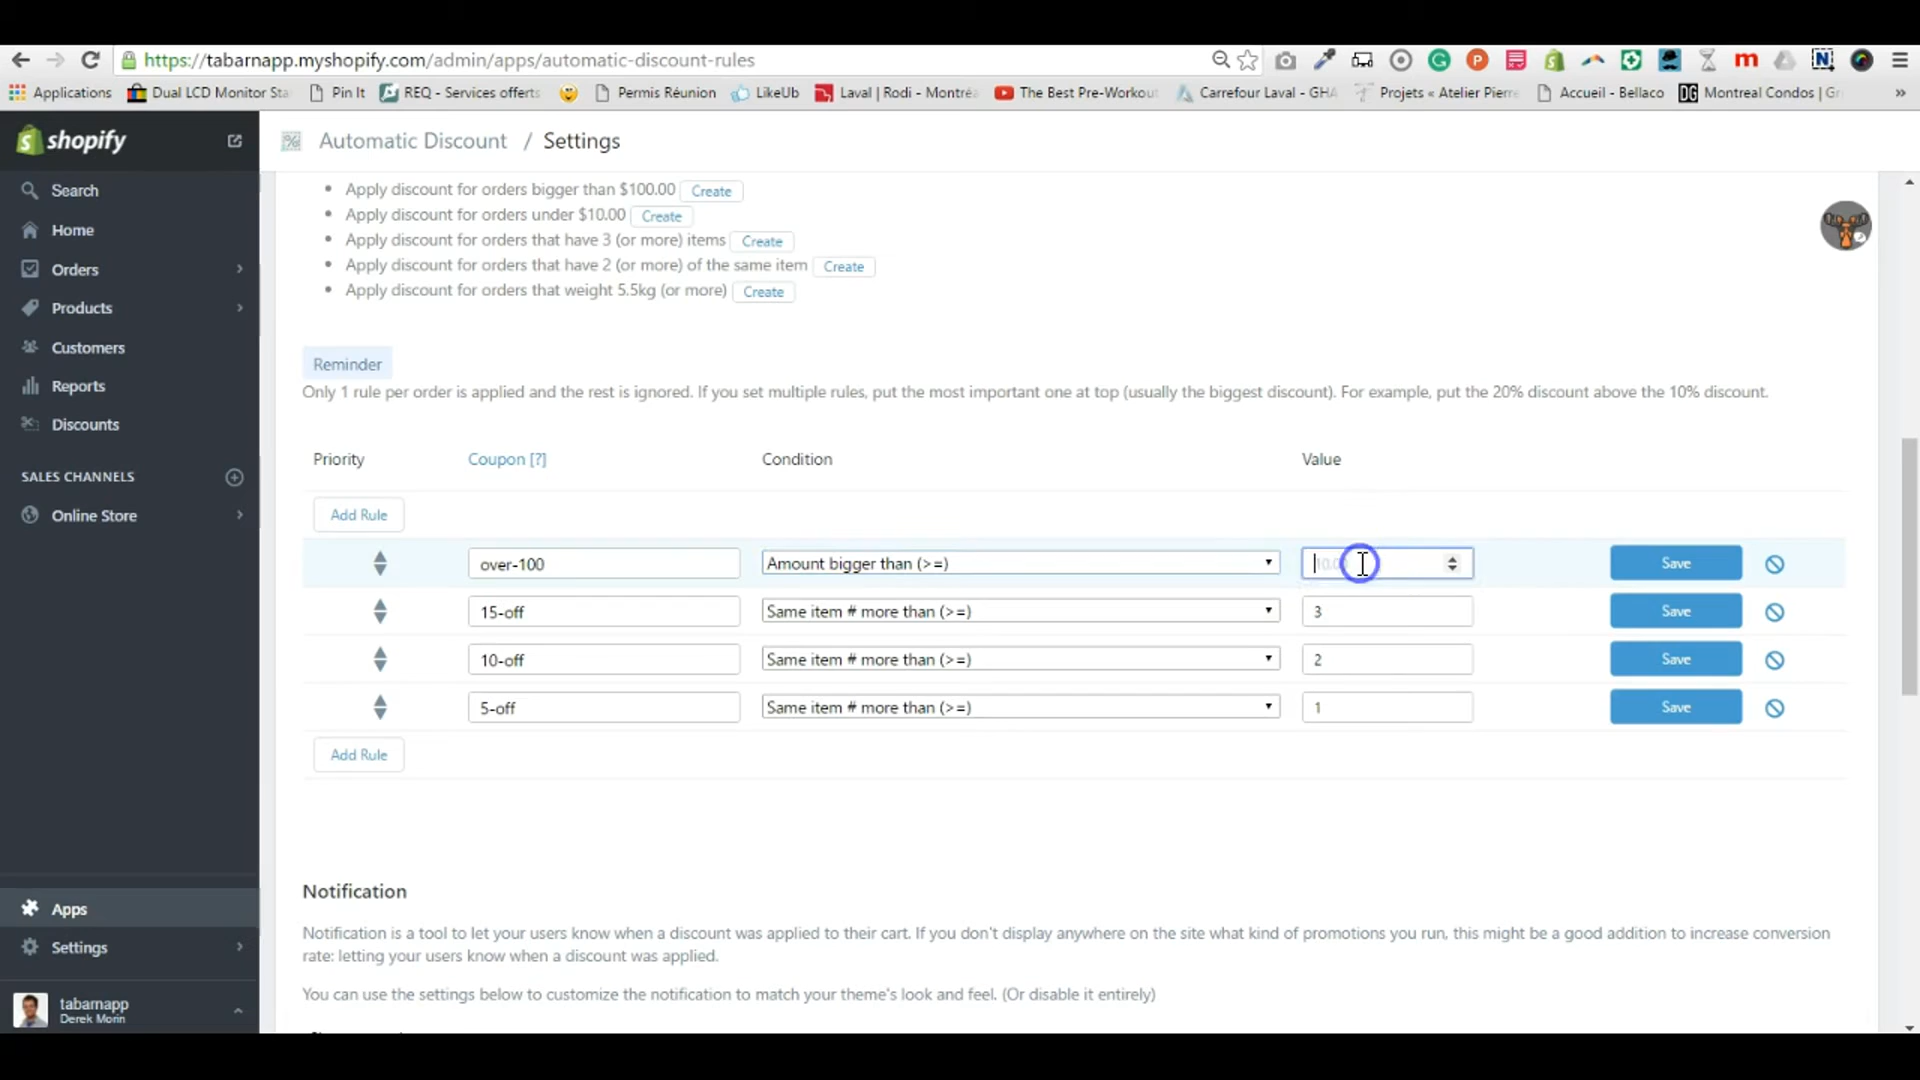 https://tabarnapp.myshopify.com/admin/apps/automatic-discount-rules
Applications
Dual LCD Monitor Sta
Pin It
REQ - Services offerts
Permis Réunion
LikeUb
Laval | Rodi - Montréa
The Best Pre-Workou
Carrefour Laval - GHA
Projets « Atelier Pierre
Accueil - Bellaco
DG Montreal Condos | Gr
»
shopify
Automatic Discount / Settings
Search
Home
Orders
Products
Customers
Reports
Discounts
SALES CHANNELS
Online Store
Apps
Settings
tabarnapp
Derek Morin
Apply discount for orders bigger than $100.00 Create
Apply discount for orders under $10.00 Create
Apply discount for orders that have 3 (or more) items Create
Apply discount for orders that have 2 (or more) of the same item Create
Apply discount for orders that weight 5.5kg (or more) Create
Reminder
Only 1 rule per order is applied and the rest is ignored. If you set multiple rules, put the most important one at top (usually the biggest discount). For example, put the 20% discount above the 10% discount.
Priority Coupon [?] Condition Value
Add Rule
over-100 Amount bigger than (>=) Save
15-off Same item # more than (>=) 3 Save
10-off Same item # more than (>=) 2 Save
5-off Same item # more than (>=) 1 Save
Add Rule
Notification
Notification is a tool to let your users know when a discount was applied to their cart. If you don't display anywhere on the site what kind of promotions you run, this might be a good addition to increase conversion
rate: letting your users know when a discount was applied.
You can use the settings below to customize the notification to match your theme's look and feel. (Or disable it entirely)